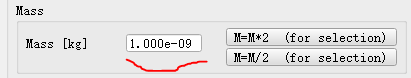 Mass
Mass [kg] 1.000e-09 M=M*2 (for selection)
M=M/2 (for selection)